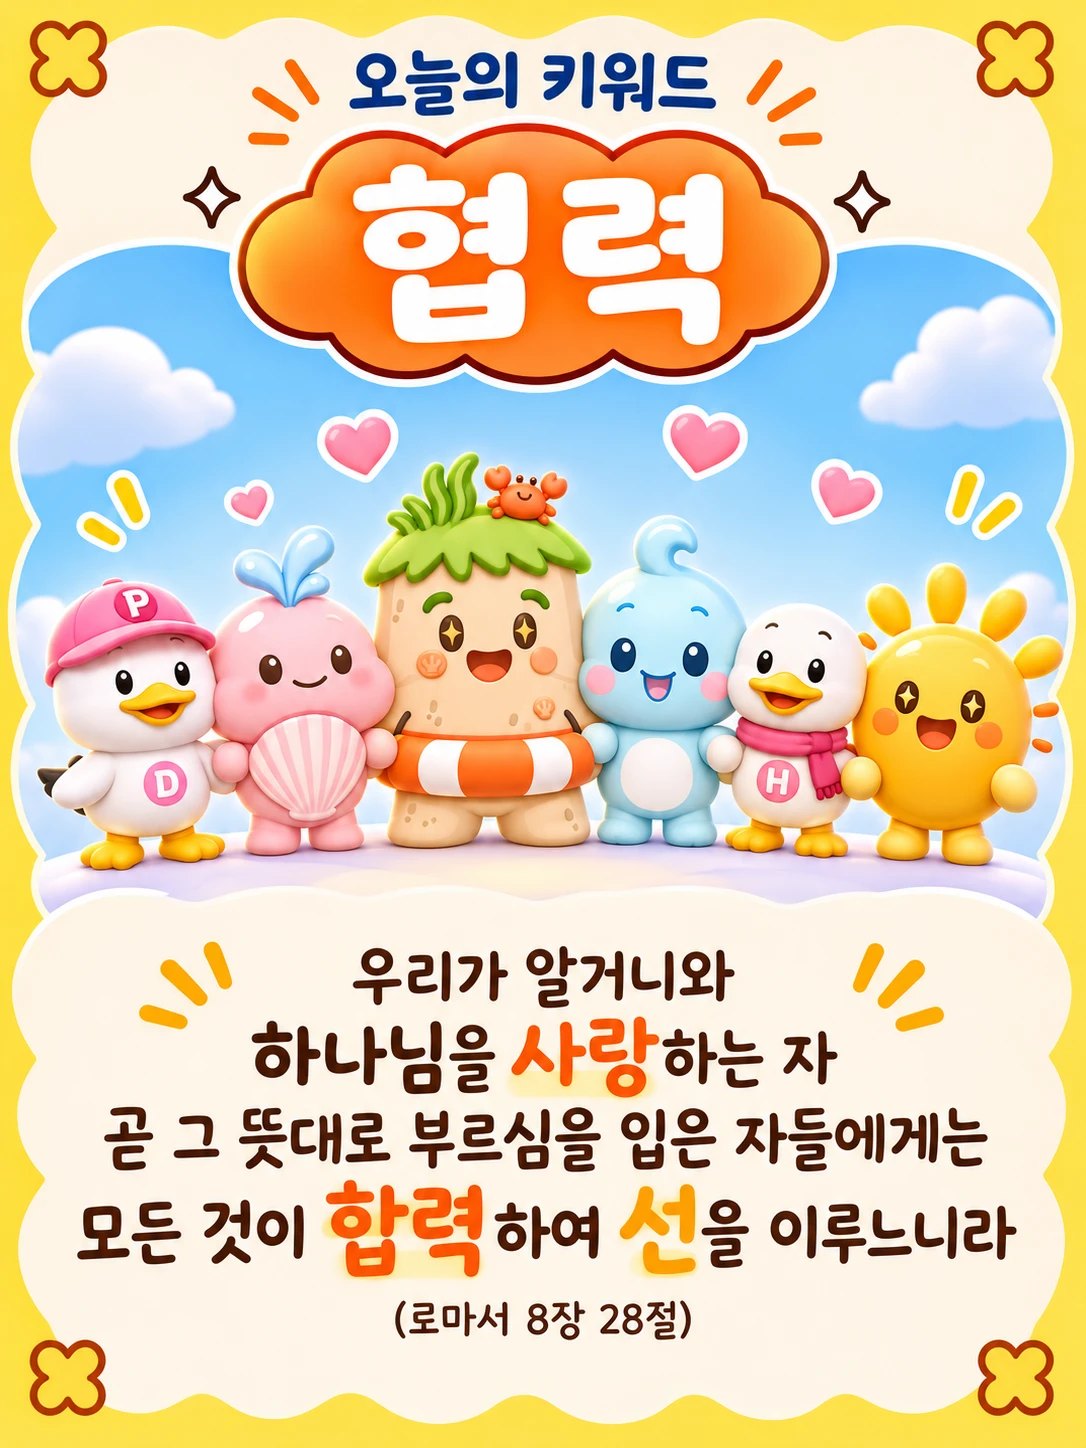 오늘의 키워드
협력
P
D
H
우리가 알거니와
하나님을 사랑하는 자
곧 그 뜻대로 부르심을 입은 자들에게는
모든 것이 합력하여 선을 이루느니라
(로마서 8장 28절)